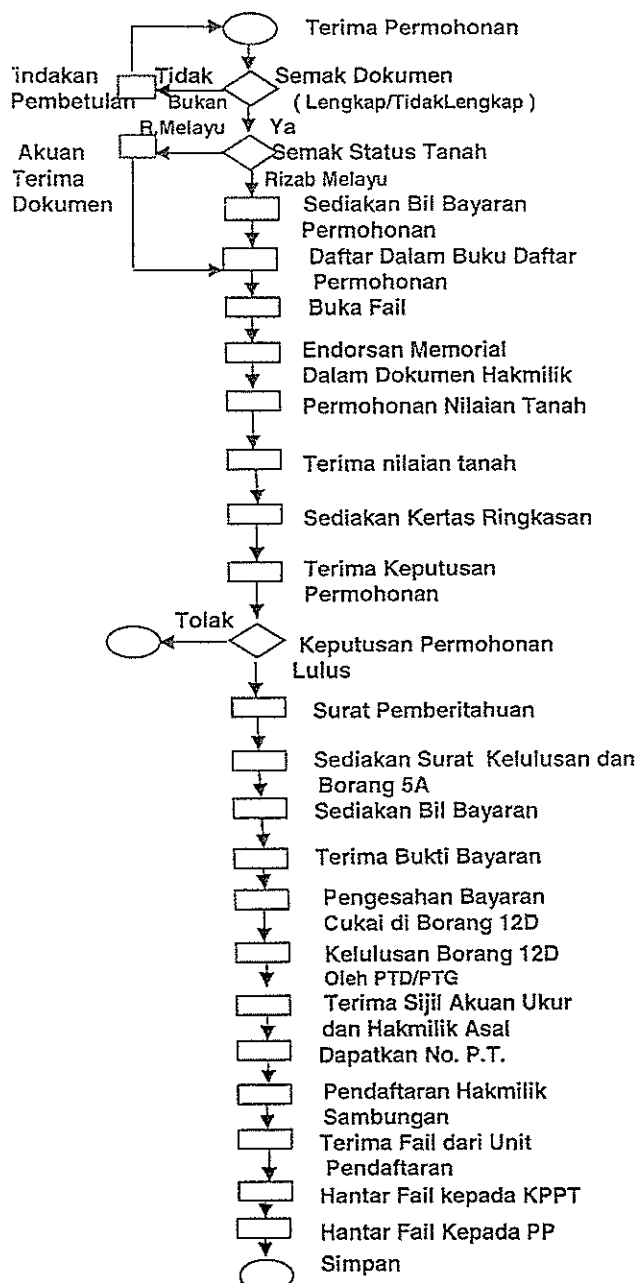 Terima Permohonan
Tidak
Semak Dokumen
Tindakan
Pembetulan
Bukan
( Lengkap/TidakLengkap )
R.Melayu
Ya
Akuan
Terima
Dokumen
Semak Status Tanah
Rizab Melayu
Sediakan Bil Bayaran
Permohonan
Daftar Dalam Buku Daftar
Permohonan
Buka Fail
Endorsan Memorial
Dalam Dokumen Hakmilik
Permohonan Nilaian Tanah
Terima nilaian tanah
Sediakan Kertas Ringkasan
Terima Keputusan
Permohonan
Tolak
Keputusan Permohonan
Lulus
Surat Pemberitahuan
Sediakan Surat Kelulusan dan
Borang 5A
Sediakan Bil Bayaran
Terima Bukti Bayaran
Pengesahan Bayaran
Cukai di Borang 12D
Kelulusan Borang 12D
Oleh PTD/PTG
Terima Sijil Akuan Ukur
dan Hakmilik Asal
Dapatkan No. P.T.
Pendaftaran Hakmilik
Sambungan
Terima Fail dari Unit
Pendaftaran
Hantar Fail kepada KPPT
Hantar Fail Kepada PP
Simpan